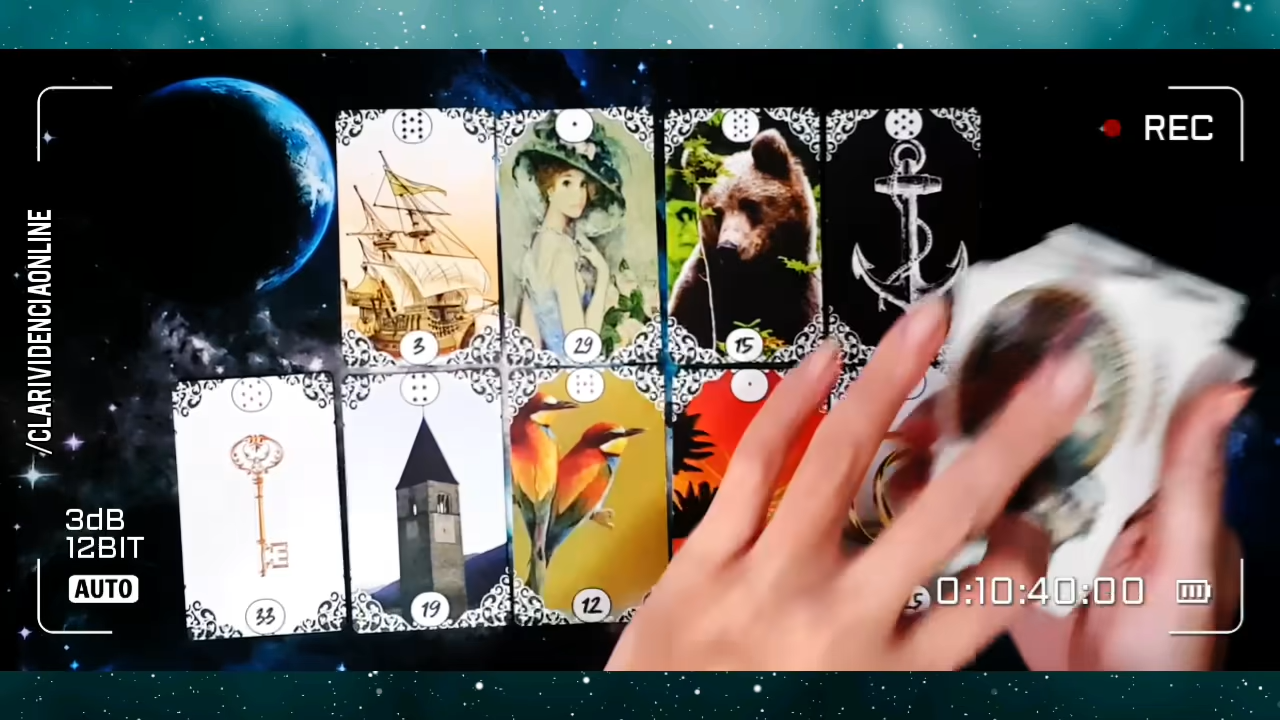 REC
/CLARIVIDENCIAONLINE
3
29
15
33
19
12
3dB
12BIT
AUTO
0:10:40:00